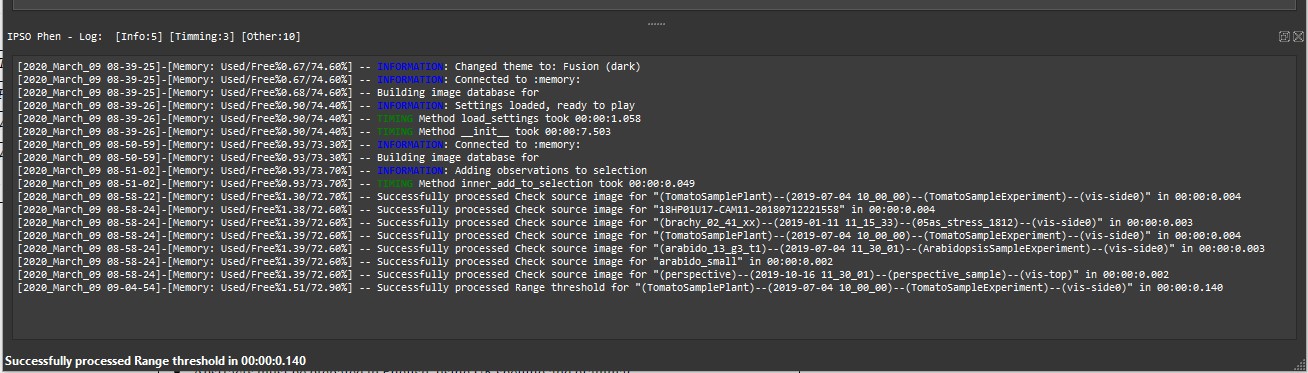 IPSO Phen - Log: [Info:5] [Timming:3] [Other:10]
[2020_March_09 08-39-25]-[Memory: Used/Free%0.67/74.60%] -- INFORMATION: Changed theme to: Fusion (dark)
[2020_March_09 08-39-25]-[Memory: Used/Free%0.67/74.60%] -- INFORMATION: Connected to :memory:
[2020_March_09 08-39-25]-[Memory: Used/Free%0.68/74.60%] -- Building image database for
[2020_March_09 08-39-26]-[Memory: Used/Free%0.90/74.40%] -- INFORMATION: Settings loaded, ready to play
[2020_March_09 08-39-26]-[Memory: Used/Free%0.90/74.40%] -- TIMING Method load_settings took 00:00:1.058
[2020_March_09 08-39-26]-[Memory: Used/Free%0.90/74.40%] -- TIMING Method __init__ took 00:00:7.503
[2020_March_09 08-50-59]-[Memory: Used/Free%0.93/73.30%] -- INFORMATION: Connected to :memory:
[2020_March_09 08-50-59]-[Memory: Used/Free%0.93/73.30%] -- Building image database for
[2020_March_09 08-51-02]-[Memory: Used/Free%0.93/73.70%] -- INFORMATION: Adding observations to selection
[2020_March_09 08-51-02]-[Memory: Used/Free%0.93/73.70%] -- TIMING Method inner_add_to_selection took 00:00:0.049
[2020_March_09 08-58-22]-[Memory: Used/Free%1.30/72.70%] -- Successfully processed Check source image for "(TomatoSamplePlant)--(2019-07-04 10_00_00)--(TomatoSampleExperiment)--(vis-side0)" in 00:00:0.004
[2020_March_09 08-58-24]-[Memory: Used/Free%1.38/72.60%] -- Successfully processed Check source image for "18HP01U17-CAM11-20180712221558" in 00:00:0.004
[2020_March_09 08-58-24]-[Memory: Used/Free%1.39/72.60%] -- Successfully processed Check source image for "(brachy_02_41_xx)--(2019-01-11 11_15_33)--(05as_stress_1812)--(vis-side0)" in 00:00:0.003
[2020_March_09 08-58-24]-[Memory: Used/Free%1.39/72.60%] -- Successfully processed Check source image for "(TomatoSamplePlant)--(2019-07-04 10_00_00)--(TomatoSampleExperiment)--(vis-side0)" in 00:00:0.004
[2020_March_09 08-58-24]-[Memory: Used/Free%1.39/72.60%] -- Successfully processed Check source image for "(arabido_13_g3_t1)--(2019-07-04 11_30_01)--(ArabidopsisSampleExperiment)--(vis-side0)" in 00:00:0.003
[2020_March_09 08-58-24]-[Memory: Used/Free%1.39/72.60%] -- Successfully processed Check source image for "arabido_small" in 00:00:0.002
[2020_March_09 08-58-24]-[Memory: Used/Free%1.39/72.60%] -- Successfully processed Check source image for "(perspective)--(2019-10-16 11_30_01)--(perspective_sample)--(vis-top)" in 00:00:0.002
[2020_March_09 09-04-54]-[Memory: Used/Free%1.51/72.90%] -- Successfully processed Range threshold for "(TomatoSamplePlant)--(2019-07-04 10_00_00)--(TomatoSampleExperiment)--(vis-side0)" in 00:00:0.140
Successfully processed Range threshold in 00:00:0.140